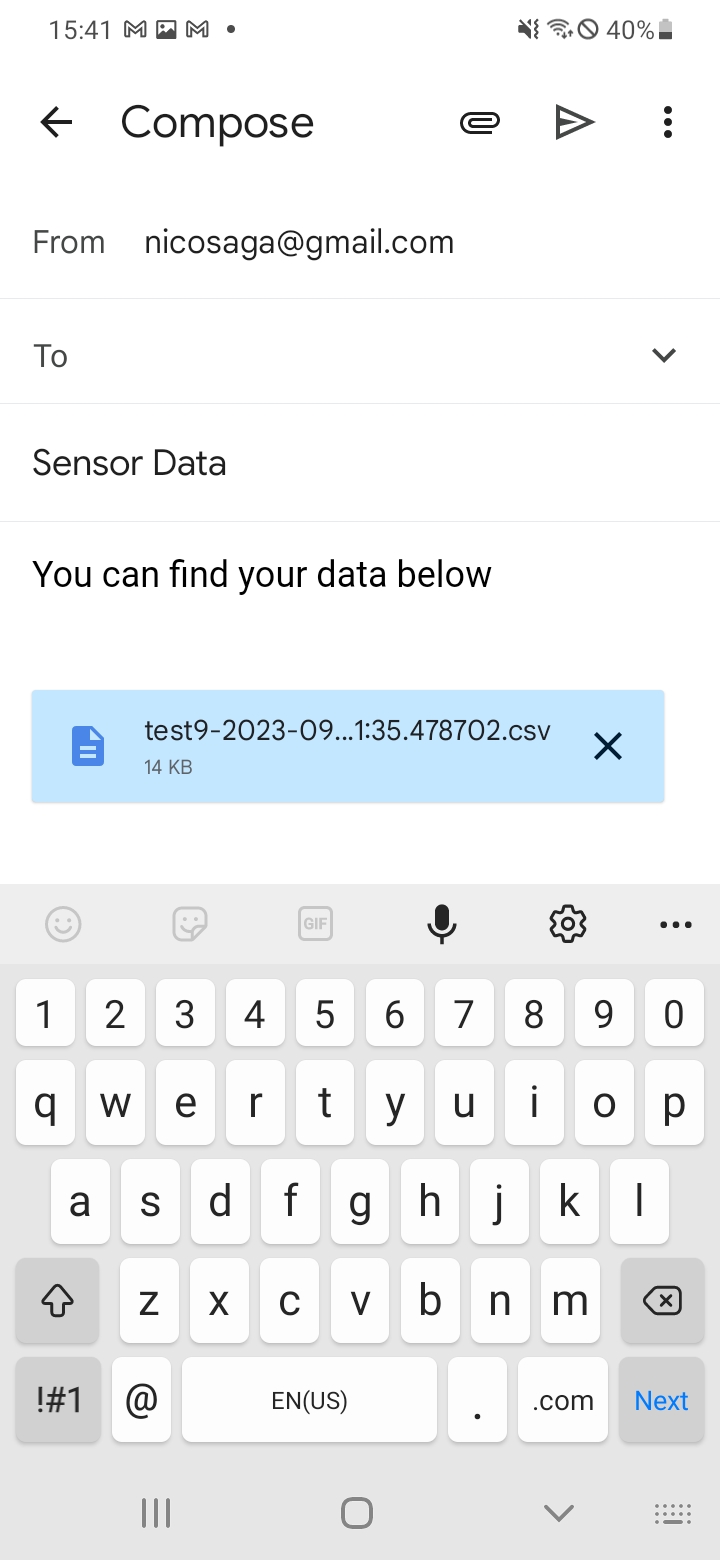 15:41 40%
Compose
From nicosaga@gmail.com
To
Sensor Data
You can find your data below
test9-2023-09...1:35.478702.csv
14 KB
GIF
1 2 3 4 5 6 7 8 9 0
q w e r t y u i o p
a s d f g h j k l
z x c v b n m
!#1 @ EN(US) . .com Next